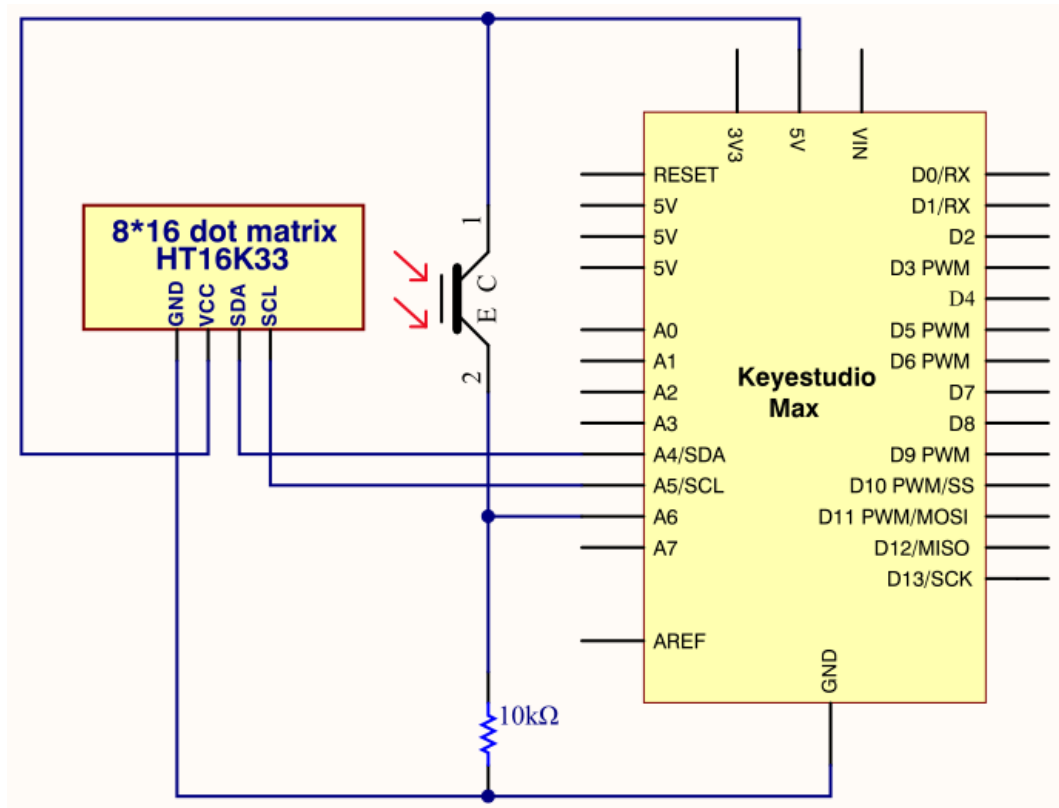 3V3
5V
VIN
8*16 dot matrix
HT16K33
GND
VCC
SDA
SCL
1
C
E
2
10kΩ
Keyestudio
Max
RESET
5V
5V
5V
A0
A1
A2
A3
A4/SDA
A5/SCL
A6
A7
AREF
D0/RX
D1/RX
D2
D3 PWM
D4
D5 PWM
D6 PWM
D7
D8
D9 PWM
D10 PWM/SS
D11 PWM/MOSI
D12/MISO
D13/SCK
GND